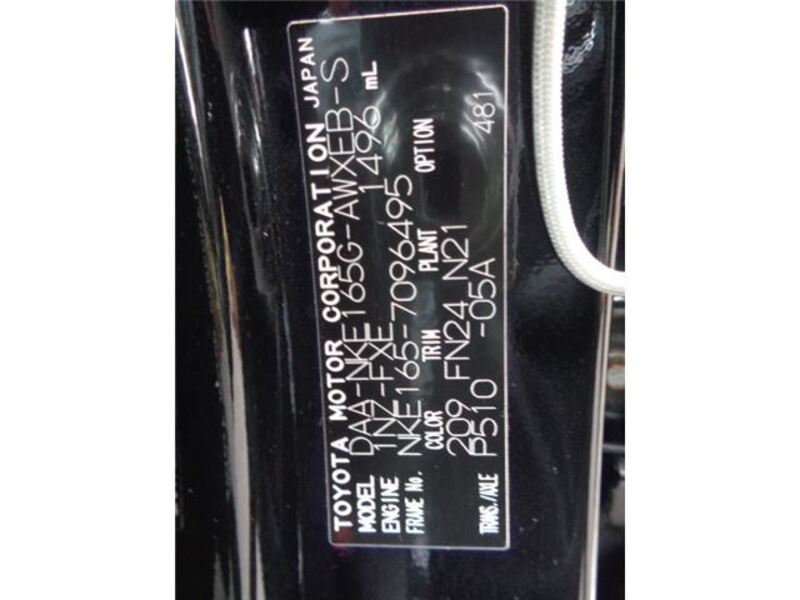 TOYOTA MOTOR CORPORATION JAPAN
MODEL DAA-NKE165G-AWXEB-S
ENGINE 1NZ-FXE 1496 mL
FRAME No. NKE165-7096495
COLOR TRIM PLANT OPTION
209 FN24 N21 481
TRANS./AXLE P510 -05A